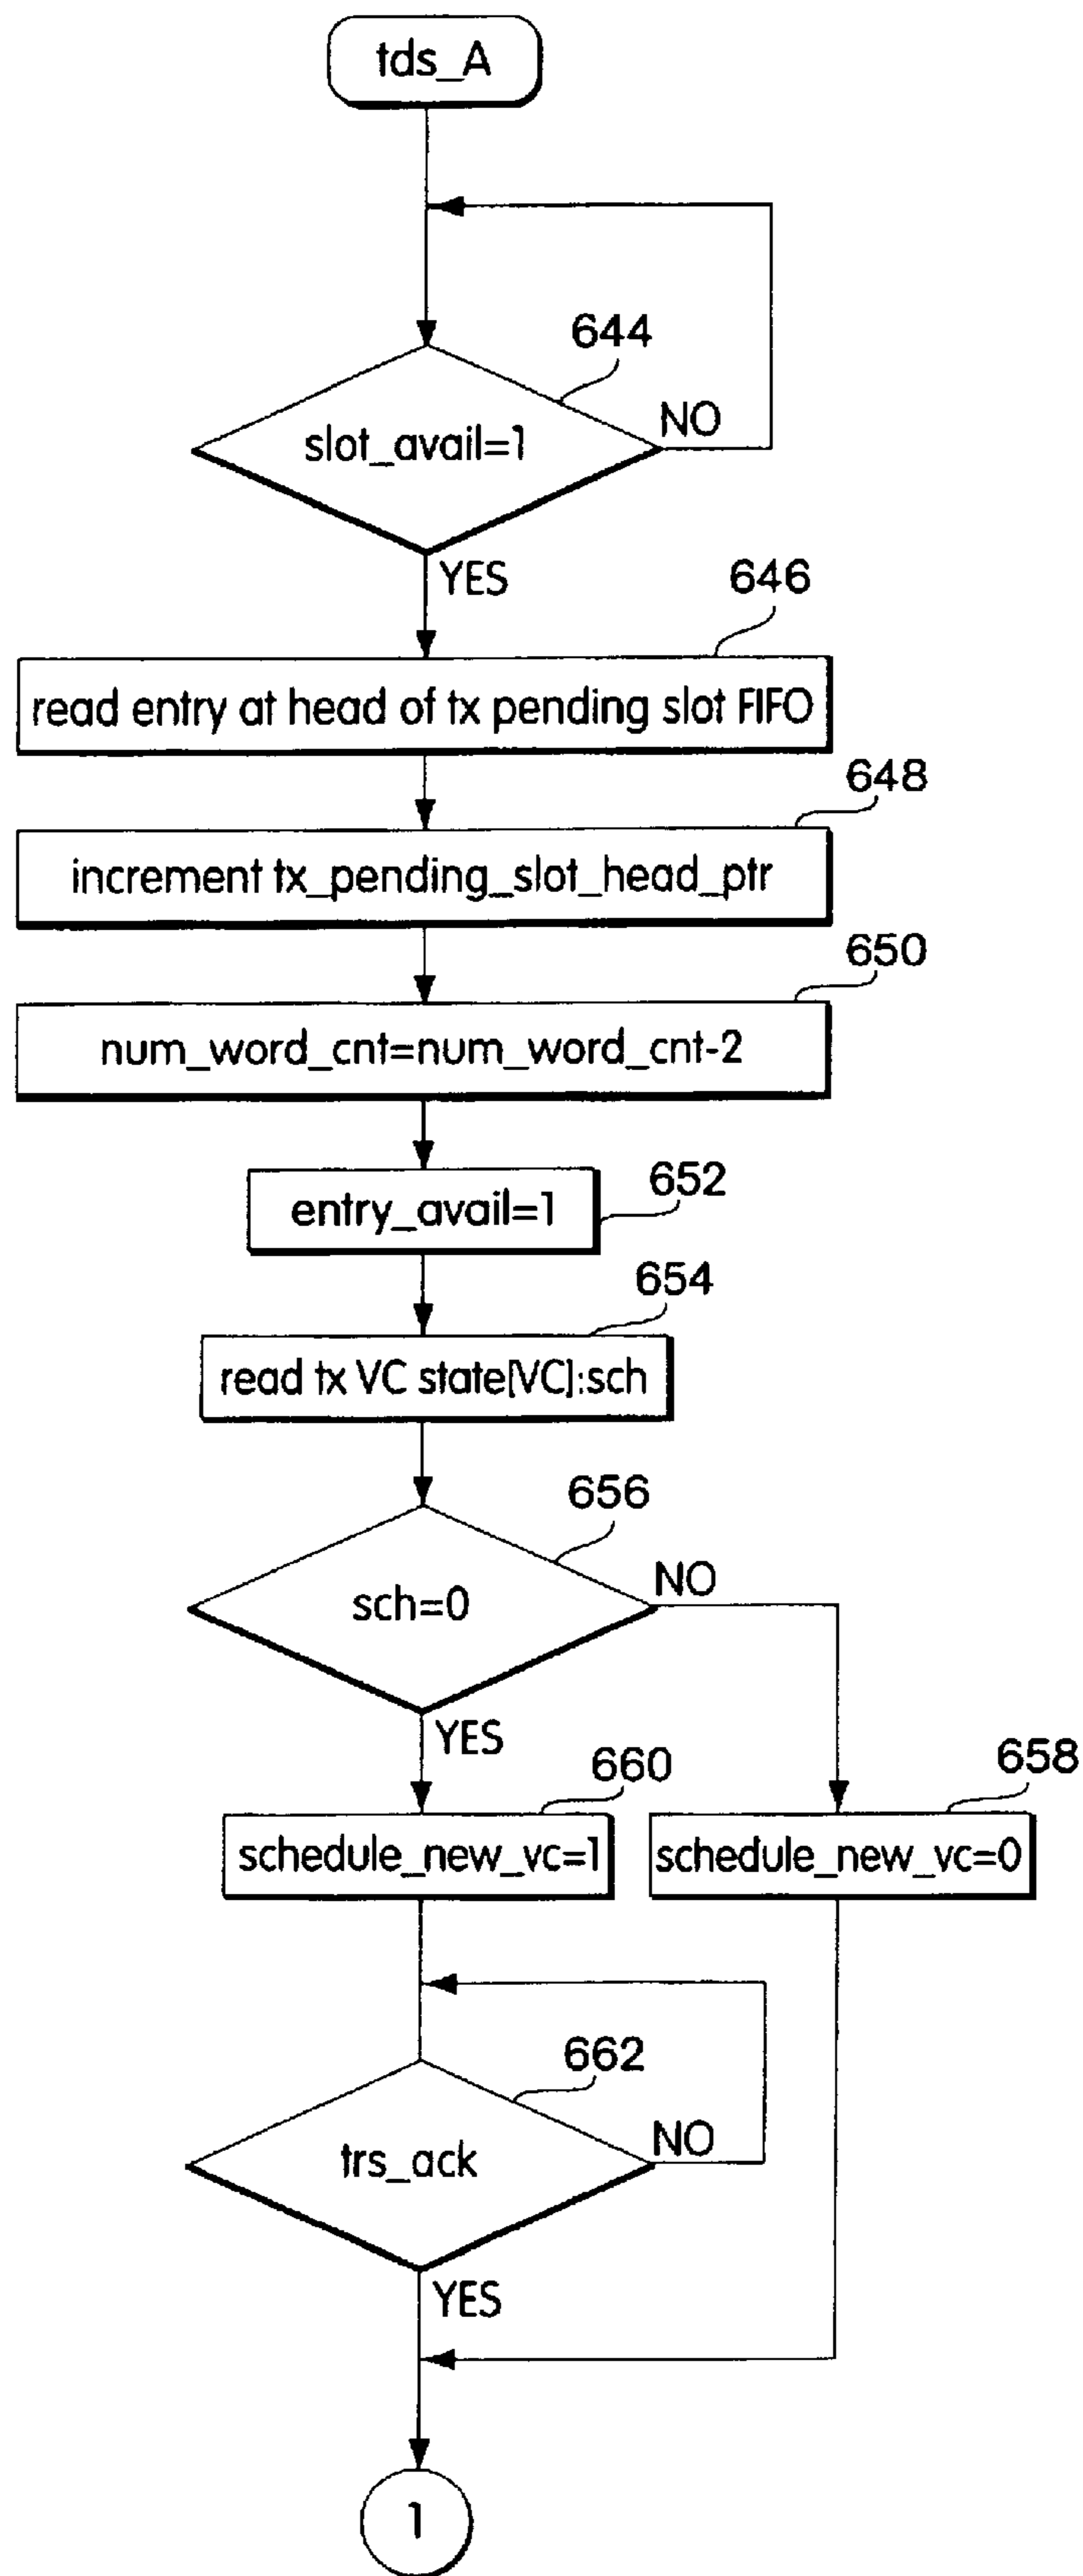 tds_A
644
slot_avail=1
NO
YES
646
read entry at head of tx pending slot FIFO
648
increment tx_pending_slot_head_ptr
650
num_word_cnt=num_word_cnt-2
652
entry_avail=1
654
read tx VC state[VC]:sch
656
sch=0
NO
YES
660
658
schedule_new_vc=1
schedule_new_vc=0
662
trs_ack
NO
YES
1